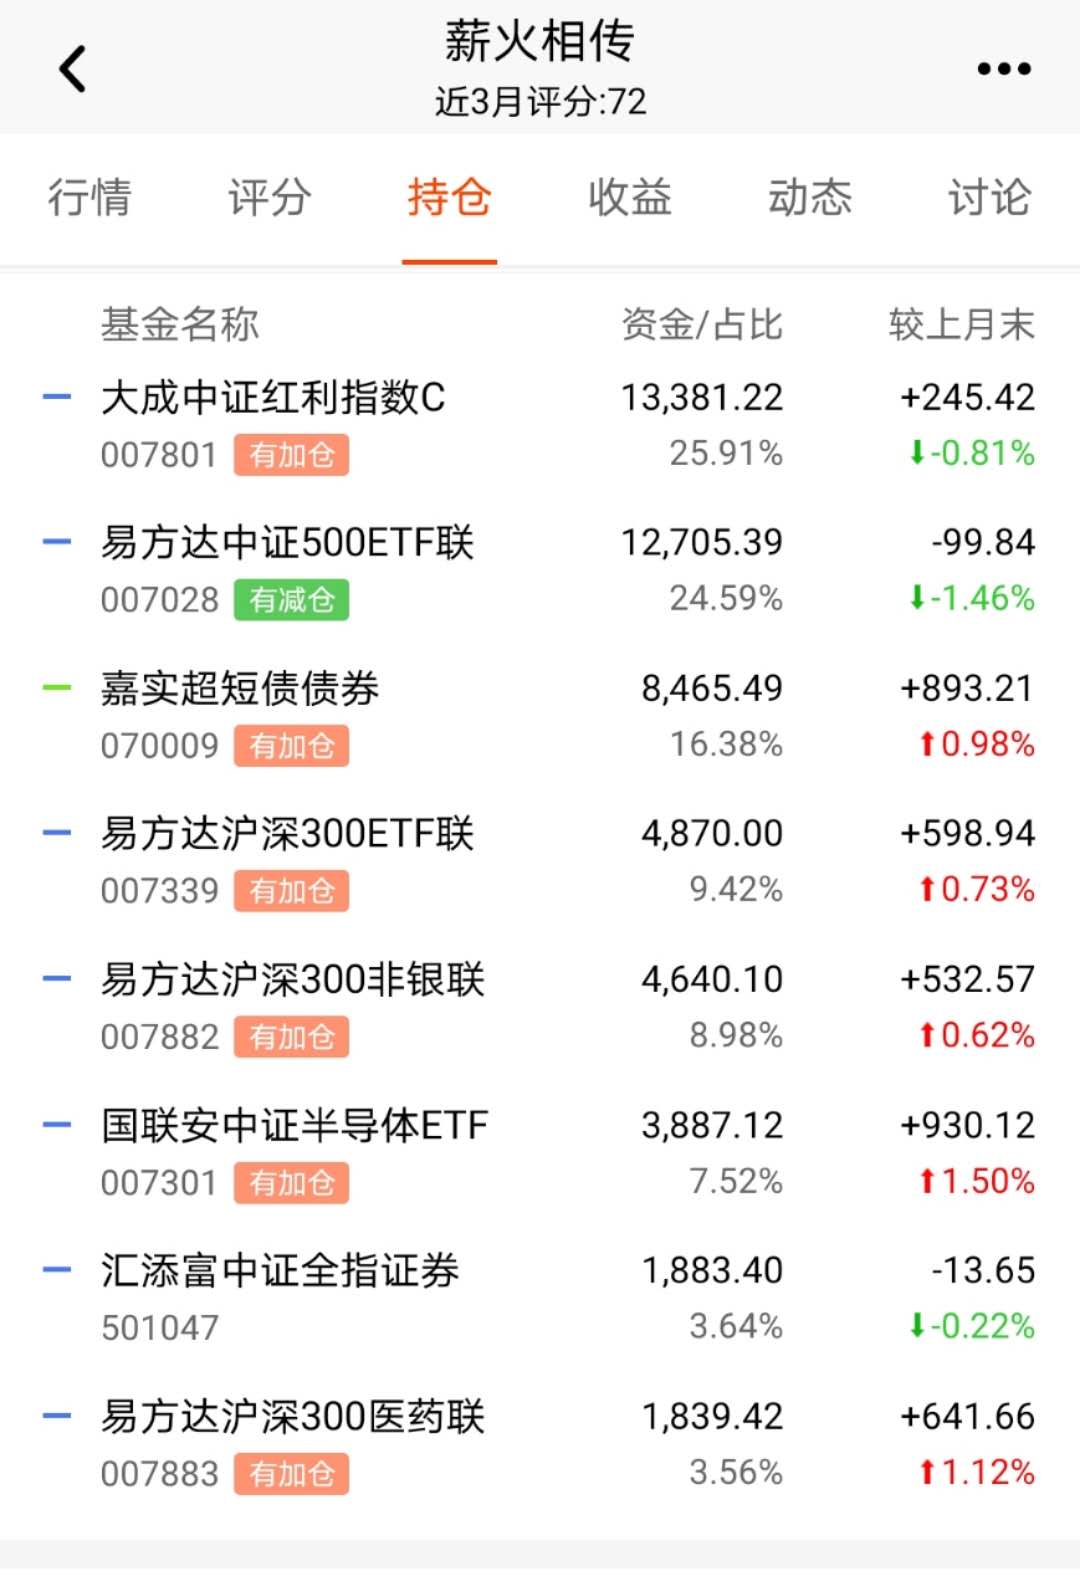 薪火相传
近3月评分:72
行情 评分 持仓 收益 动态 讨论
基金名称 资金/占比 较上月末
大成中证红利指数C 13,381.22 +245.42
007801 有加仓 25.91% ⬇-0.81%
易方达中证500ETF联 12,705.39 -99.84
007028 有减仓 24.59% ⬇-1.46%
嘉实超短债债券 8,465.49 +893.21
070009 有加仓 16.38% ⬆0.98%
易方达沪深300ETF联 4,870.00 +598.94
007339 有加仓 9.42% ⬆0.73%
易方达沪深300非银联 4,640.10 +532.57
007882 有加仓 8.98% ⬆0.62%
国联安中证半导体ETF 3,887.12 +930.12
007301 有加仓 7.52% ⬆1.50%
汇添富中证全指证券 1,883.40 -13.65
501047 3.64% ⬇-0.22%
易方达沪深300医药联 1,839.42 +641.66
007883 有加仓 3.56% ⬆1.12%